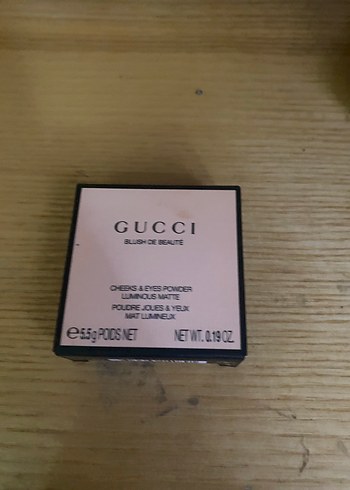 GUCCI
BLUSH DE BEAUTÉ
CHEEKS & EYES POWDER
LUMINOUS MATTE
POUDRE JOUES & YEUX
MAT LUMINEUX
℮ 5.5g POIDS NET NET WT. 0.19 OZ.